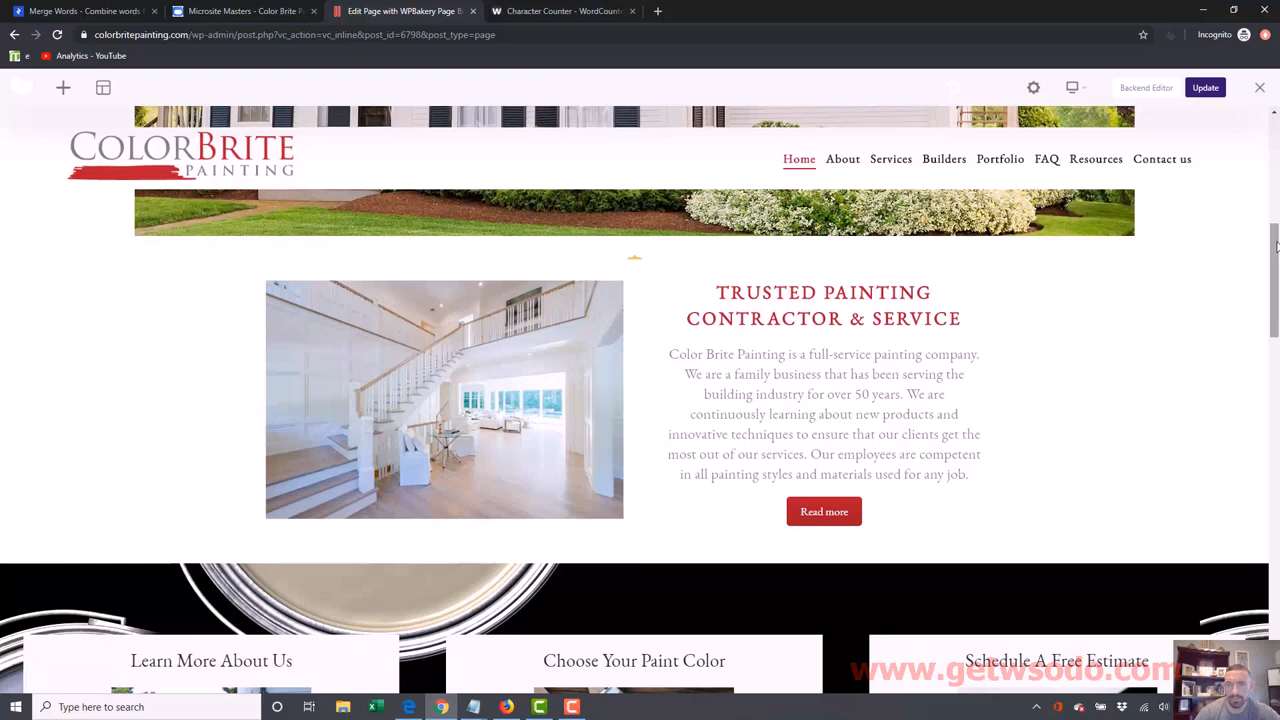 Merge Words - Combine words f
Microsite Masters - Color Brite P
Edit Page with WPBakery Page B
Character Counter - WordCounte
colorbritepainting.com/wp-admin/post.php?vc_action=vc_inline&post_id=6798&post_type=page
Incognito
e
Analytics - YouTube
Backend Editor
Update
COLORBRITE
PAINTING
Home
About
Services
Builders
Portfolio
FAQ
Resources
Contact us
TRUSTED PAINTING
CONTRACTOR & SERVICE
Color Brite Painting is a full-service painting company.
We are a family business that has been serving the
building industry for over 50 years. We are
continuously learning about new products and
innovative techniques to ensure that our clients get the
most out of our services. Our employees are competent
in all painting styles and materials used for any job.
Read more
Learn More About Us
Choose Your Paint Color
Schedule A Free Estimate
www.getwsodo.com
Type here to search